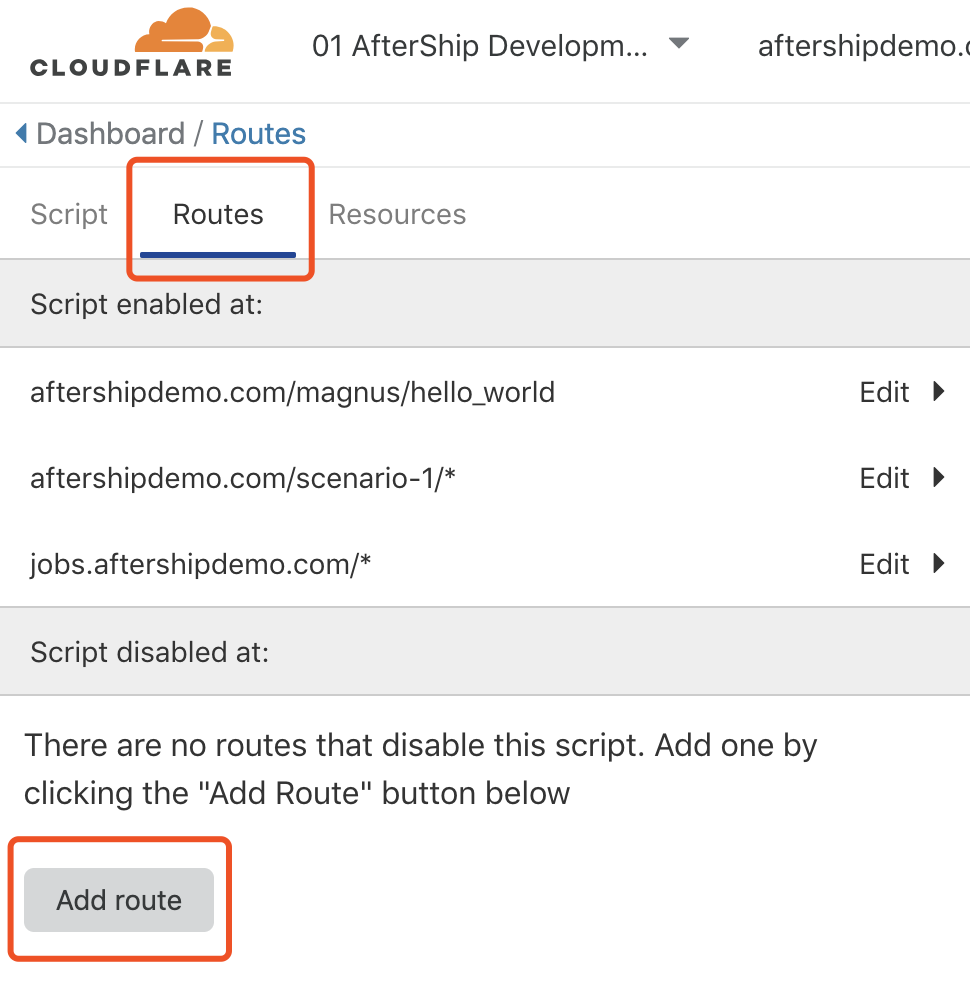 CLOUDFLARE
01 AfterShip Developm...
aftershipdemo.
Dashboard / Routes
Script
Routes
Resources
Script enabled at:
aftershipdemo.com/magnus/hello_world
Edit
aftershipdemo.com/scenario-1/*
Edit
jobs.aftershipdemo.com/*
Edit
Script disabled at:
There are no routes that disable this script. Add one by
clicking the "Add Route" button below
Add route